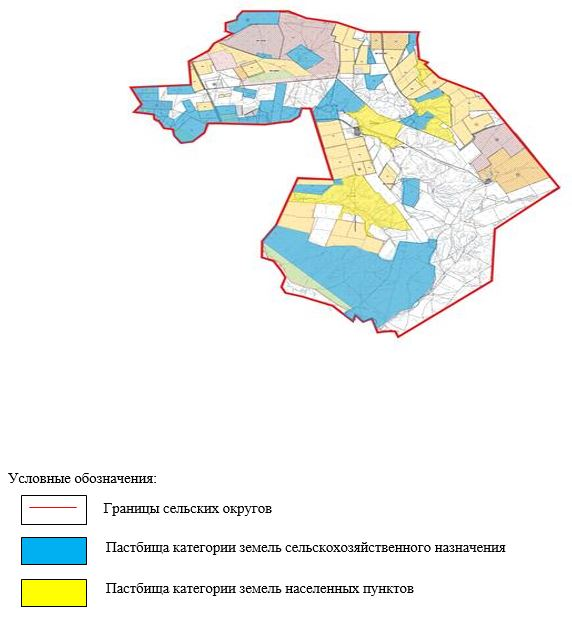 Условные обозначения:
Границы сельских округов
Пастбища категории земель сельскохозяйственного назначения
Пастбища категории земель населенных пунктов